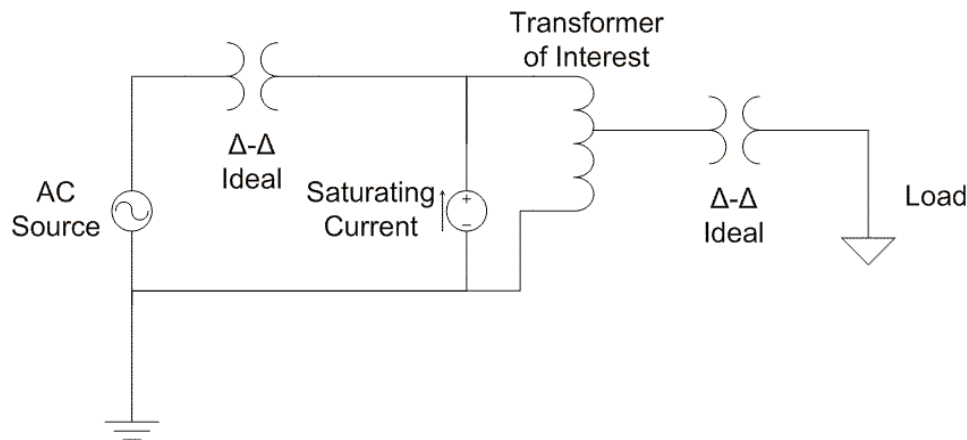 Transformer
of Interest
Δ-Δ
Ideal
AC
Source
Saturating
Current
+
−
Δ-Δ
Ideal
Load